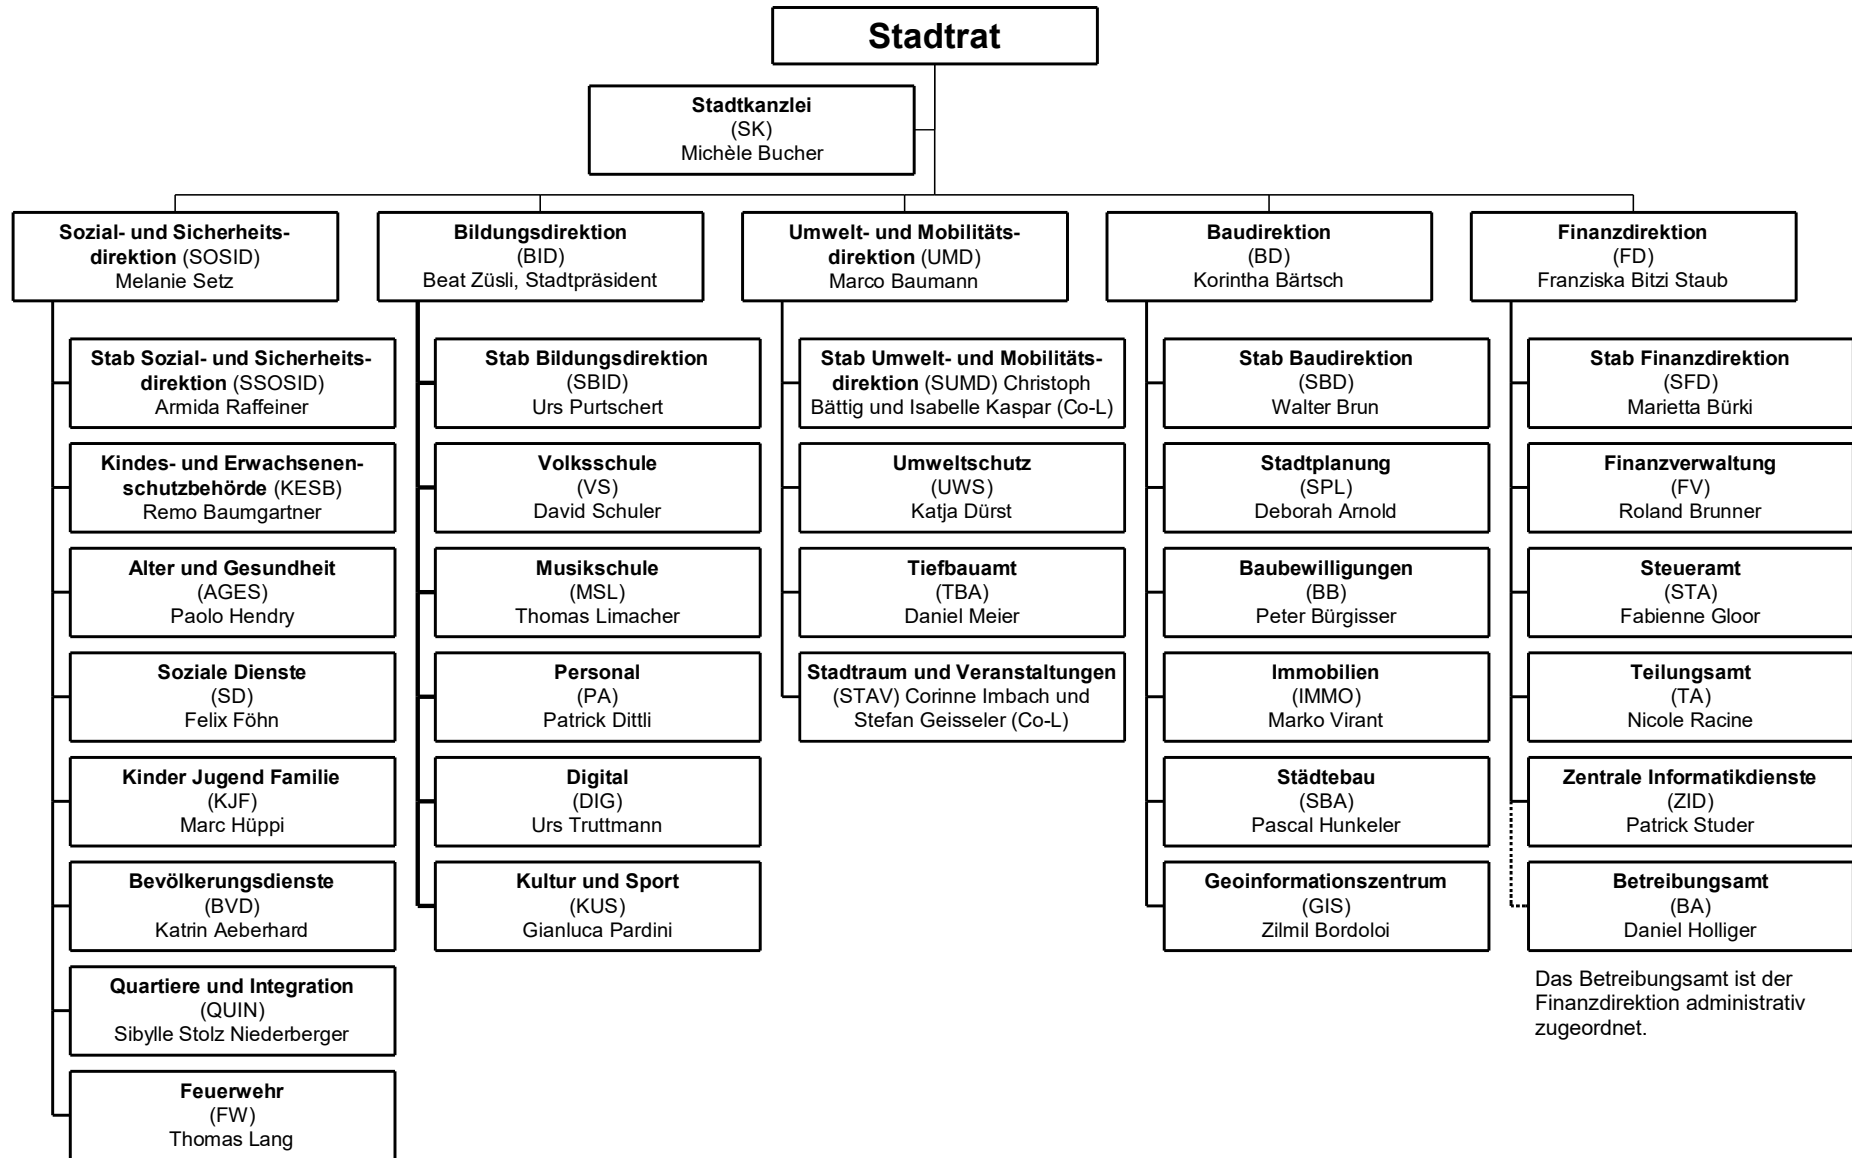 Stadtrat
Stadtkanzlei
(SK)
Michèle Bucher
Sozial- und Sicherheits-
direktion (SOSID)
Melanie Setz
Bildungsdirektion
(BID)
Beat Züsli, Stadtpräsident
Umwelt- und Mobilitäts-
direktion (UMD)
Marco Baumann
Baudirektion
(BD)
Korintha Bärtsch
Finanzdirektion
(FD)
Franziska Bitzi Staub
Stab Sozial- und Sicherheits-
direktion (SSOSID)
Armida Raffeiner
Kindes- und Erwachsenen-
schutzbehörde (KESB)
Remo Baumgartner
Alter und Gesundheit
(AGES)
Paolo Hendry
Soziale Dienste
(SD)
Felix Föhn
Kinder Jugend Familie
(KJF)
Marc Hüppi
Bevölkerungsdienste
(BVD)
Katrin Aeberhard
Quartiere und Integration
(QUIN)
Sibylle Stolz Niederberger
Feuerwehr
(FW)
Thomas Lang
Stab Bildungsdirektion
(SBID)
Urs Purtschert
Volksschule
(VS)
David Schuler
Musikschule
(MSL)
Thomas Limacher
Personal
(PA)
Patrick Dittli
Digital
(DIG)
Urs Truttmann
Kultur und Sport
(KUS)
Gianluca Pardini
Stab Umwelt- und Mobilitäts-
direktion (SUMD) Christoph
Bättig und Isabelle Kaspar (Co-L)
Umweltschutz
(UWS)
Katja Dürst
Tiefbauamt
(TBA)
Daniel Meier
Stadtraum und Veranstaltungen
(STAV) Corinne Imbach und
Stefan Geisseler (Co-L)
Stab Baudirektion
(SBD)
Walter Brun
Stadtplanung
(SPL)
Deborah Arnold
Baubewilligungen
(BB)
Peter Bürgisser
Immobilien
(IMMO)
Marko Virant
Städtebau
(SBA)
Pascal Hunkeler
Geoinformationszentrum
(GIS)
Zilmil Bordoloi
Stab Finanzdirektion
(SFD)
Marietta Bürki
Finanzverwaltung
(FV)
Roland Brunner
Steueramt
(STA)
Fabienne Gloor
Teilungsamt
(TA)
Nicole Racine
Zentrale Informatikdienste
(ZID)
Patrick Studer
Betreibungsamt
(BA)
Daniel Holliger
Das Betreibungsamt ist der
Finanzdirektion administrativ
zugeordnet.